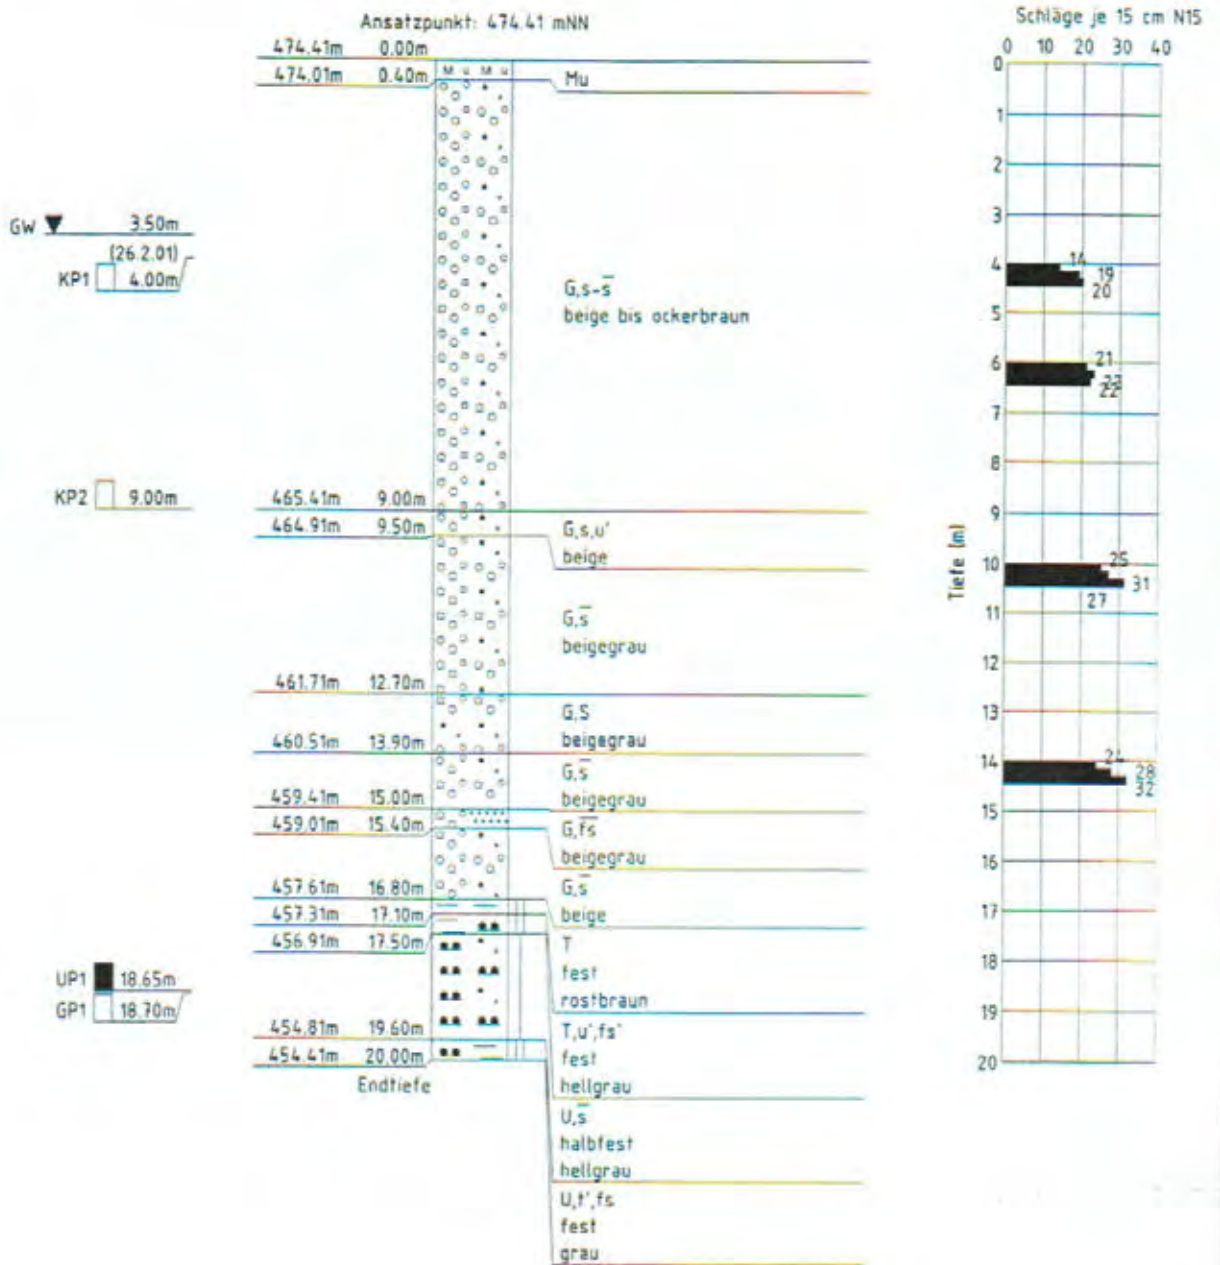 Ansatzpunkt: 474.41 mNN
474.41m 0.00m
474.01m 0.40m
M u M u
Mu
GW 3.50m
(26.2.01)
KP1 4.00m
G,s-s̅
beige bis ockerbraun
KP2 9.00m
465.41m 9.00m
464.91m 9.50m
G,s,u'
beige
G,s̅
beigegrau
461.71m 12.70m
G,S
beigegrau
460.51m 13.90m
G,s̅
beigegrau
459.41m 15.00m
459.01m 15.40m
G,f̅s̅
beigegrau
457.61m 16.80m
G,s̅
beige
457.31m 17.10m
456.91m 17.50m
T
fest
rostbraun
UP1 18.65m
GP1 18.70m
454.81m 19.60m
T,u',fs'
fest
hellgrau
454.41m 20.00m
Endtiefe
U,s̅
halbfest
hellgrau
U,t',fs
fest
grau
Schläge je 15 cm N15
0 10 20 30 40
Tiefe (m)
0
1
2
3
4
5
6
7
8
9
10
11
12
13
14
15
16
17
18
19
20
14
19
20
21
23
22
25
31
27
24
28
32